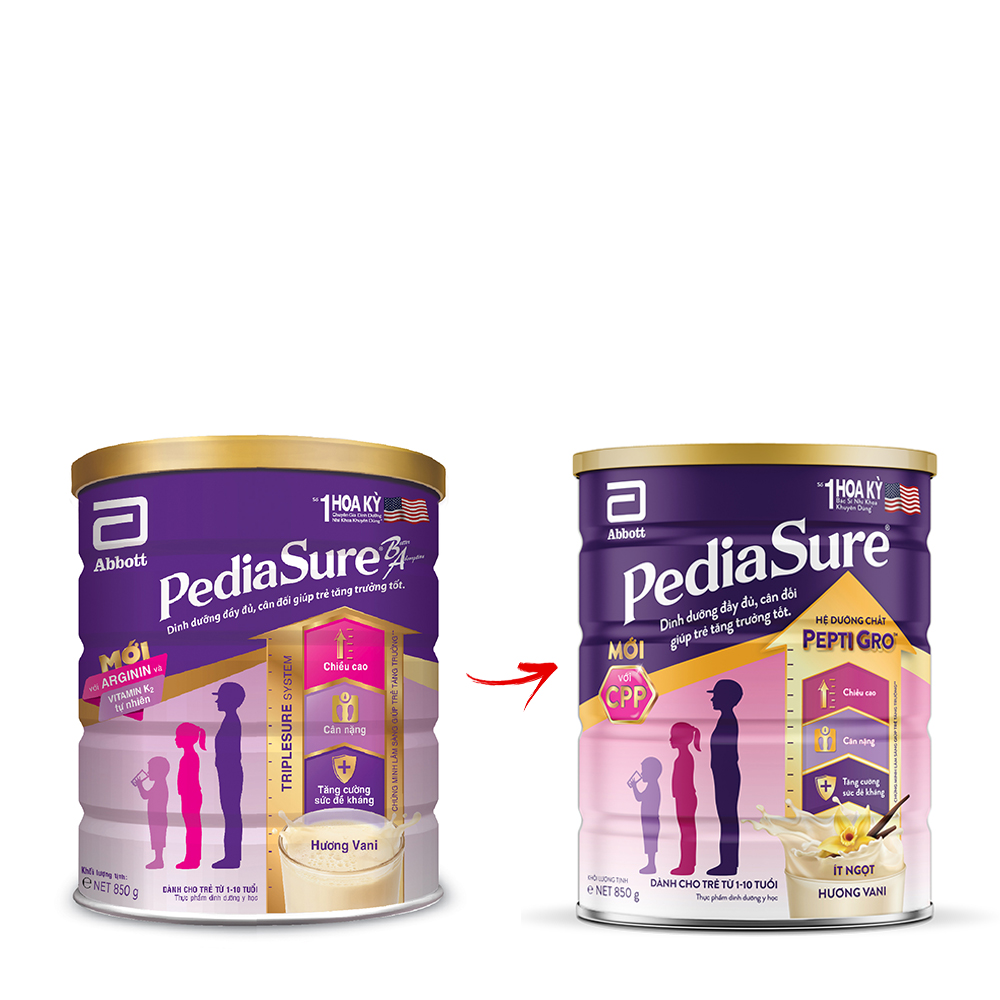 Abbott
Số 1 HOA KỲ
Chuyên Gia Dinh Dưỡng
Nhi Khoa Khuyên Dùng
PediaSure® BA
Dinh dưỡng đầy đủ, cân đối giúp trẻ tăng trưởng tốt.
MỚI
với ARGININ và
VITAMIN K₂
tự nhiên
TRIPLESURE SYSTEM
Chiều cao
Cân nặng
Tăng cường
sức đề kháng
CHỨNG MINH LÂM SÀNG GIÚP TRẺ TĂNG TRƯỞNG
Hương Vani
Khối lượng tịnh:
℮ NET 850 g
DÀNH CHO TRẺ TỪ 1-10 TUỔI
Thực phẩm dinh dưỡng y học
Abbott
Số 1 HOA KỲ
Bác Sĩ Nhi Khoa
Khuyên Dùng
PediaSure®
Dinh dưỡng đầy đủ, cân đối
giúp trẻ tăng trưởng tốt.
MỚI
với
CPP
HỆ DƯỠNG CHẤT
PEPTIGRO™
Chiều cao
Cân nặng
Tăng cường
sức đề kháng
CHỨNG MINH LÂM SÀNG GIÚP TRẺ TĂNG TRƯỞNG
ÍT NGỌT
HƯƠNG VANI
KHỐI LƯỢNG TỊNH
℮ NET 850 g
DÀNH CHO TRẺ TỪ 1-10 TUỔI
Thực phẩm dinh dưỡng y học